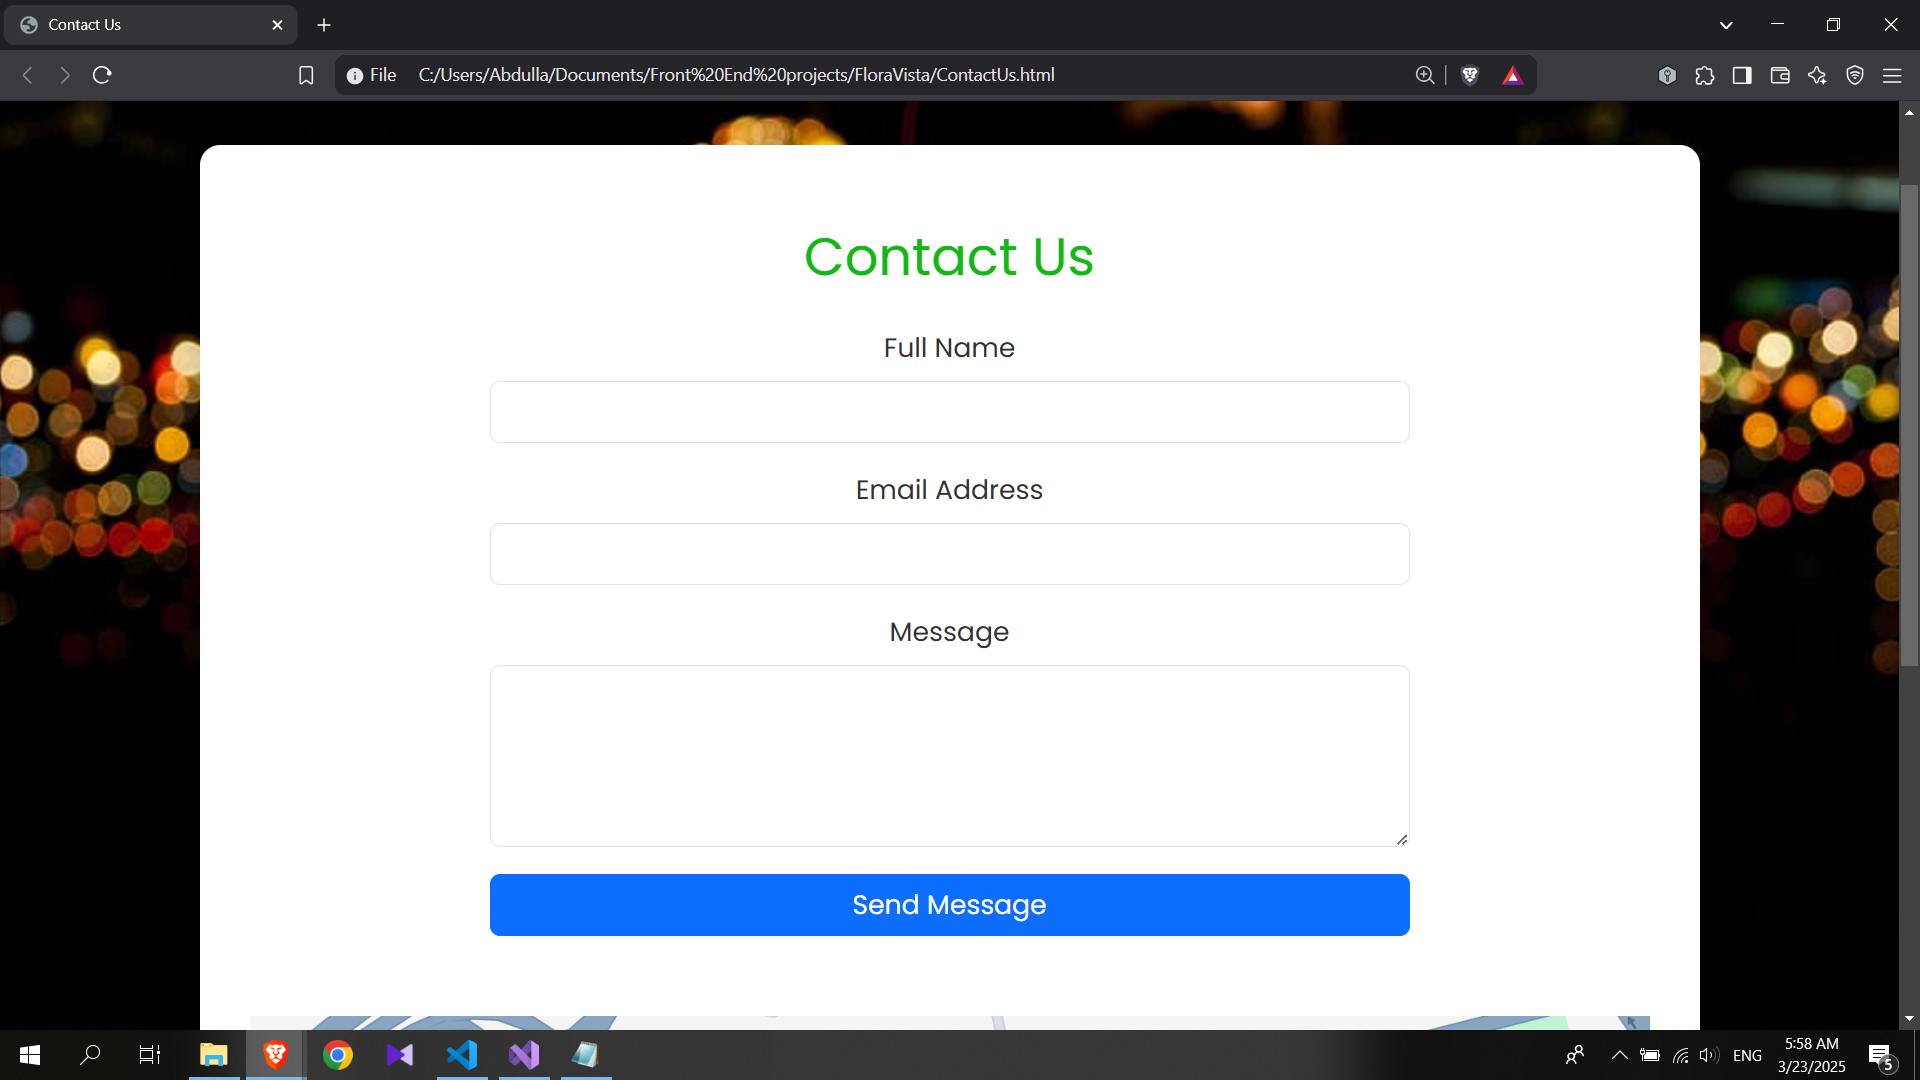 Contact Us
File C:/Users/Abdulla/Documents/Front%20End%20projects/FloraVista/ContactUs.html
Contact Us
Full Name
Email Address
Message
Send Message
ENG
5:58 AM
3/23/2025
5